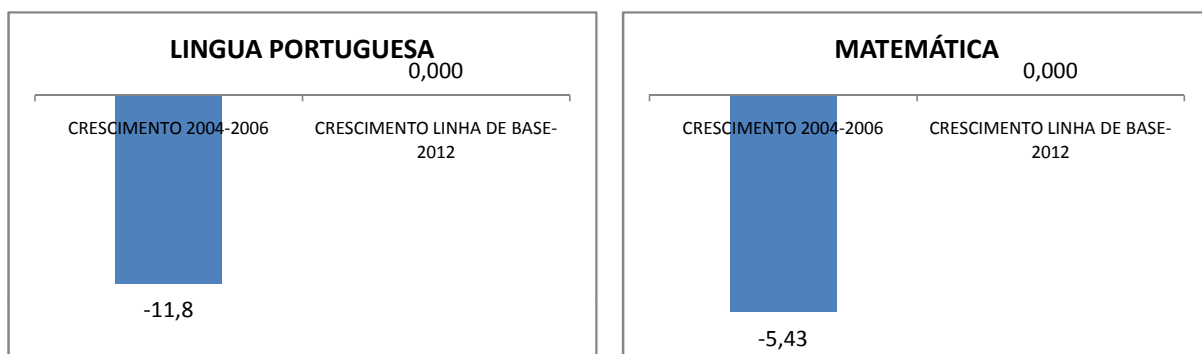 LINGUA PORTUGUESA
0,000
CRESCIMENTO 2004-2006
CRESCIMENTO LINHA DE BASE-
2012
-11,8
MATEMÁTICA
0,000
CRESCIMENTO 2004-2006
CRESCIMENTO LINHA DE BASE-
2012
-5,43